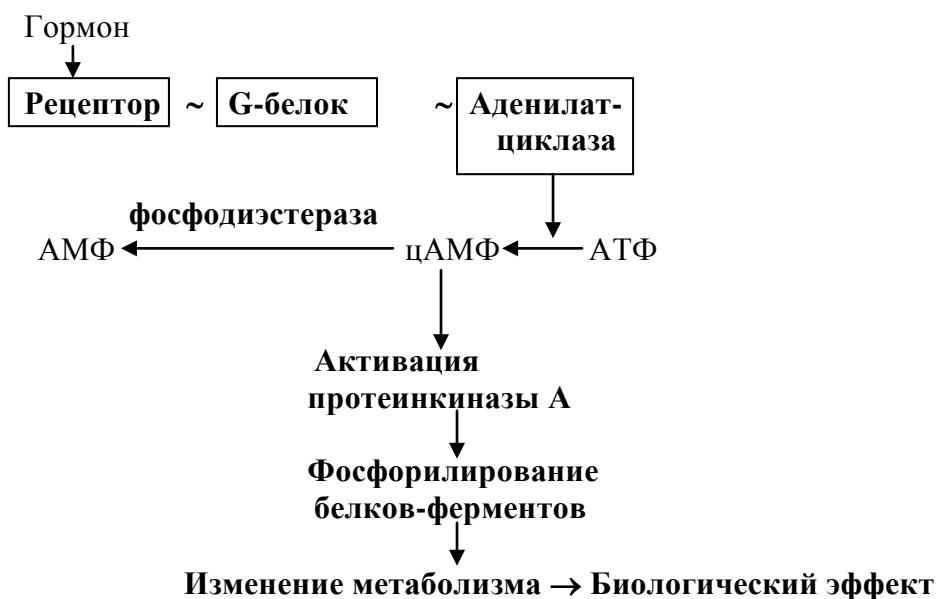 Гормон
Рецептор ~ G-белок ~ Аденилат-
циклаза
фосфодиэстераза
АМФ цАМФ АТФ
Активация
протеинкиназы А
Фосфорилирование
белков-ферментов
Изменение метаболизма → Биологический эффект